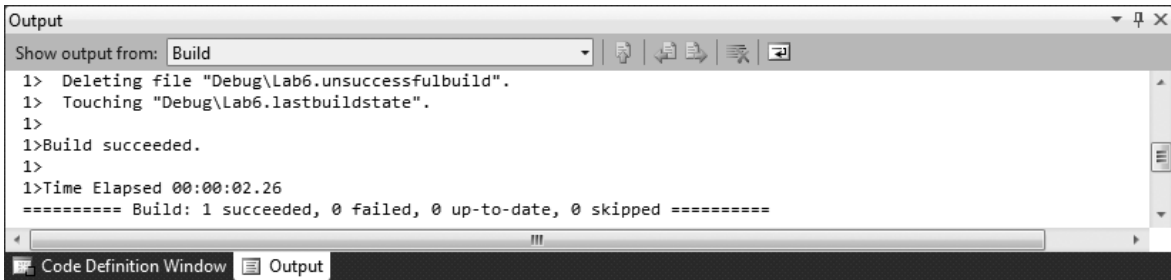 Output
Show output from: Build
1>  Deleting file "Debug\Lab6.unsuccessfulbuild".
1>  Touching "Debug\Lab6.lastbuildstate".
1>
1>Build succeeded.
1>
1>Time Elapsed 00:00:02.26
========== Build: 1 succeeded, 0 failed, 0 up-to-date, 0 skipped ==========
Code Definition Window Output